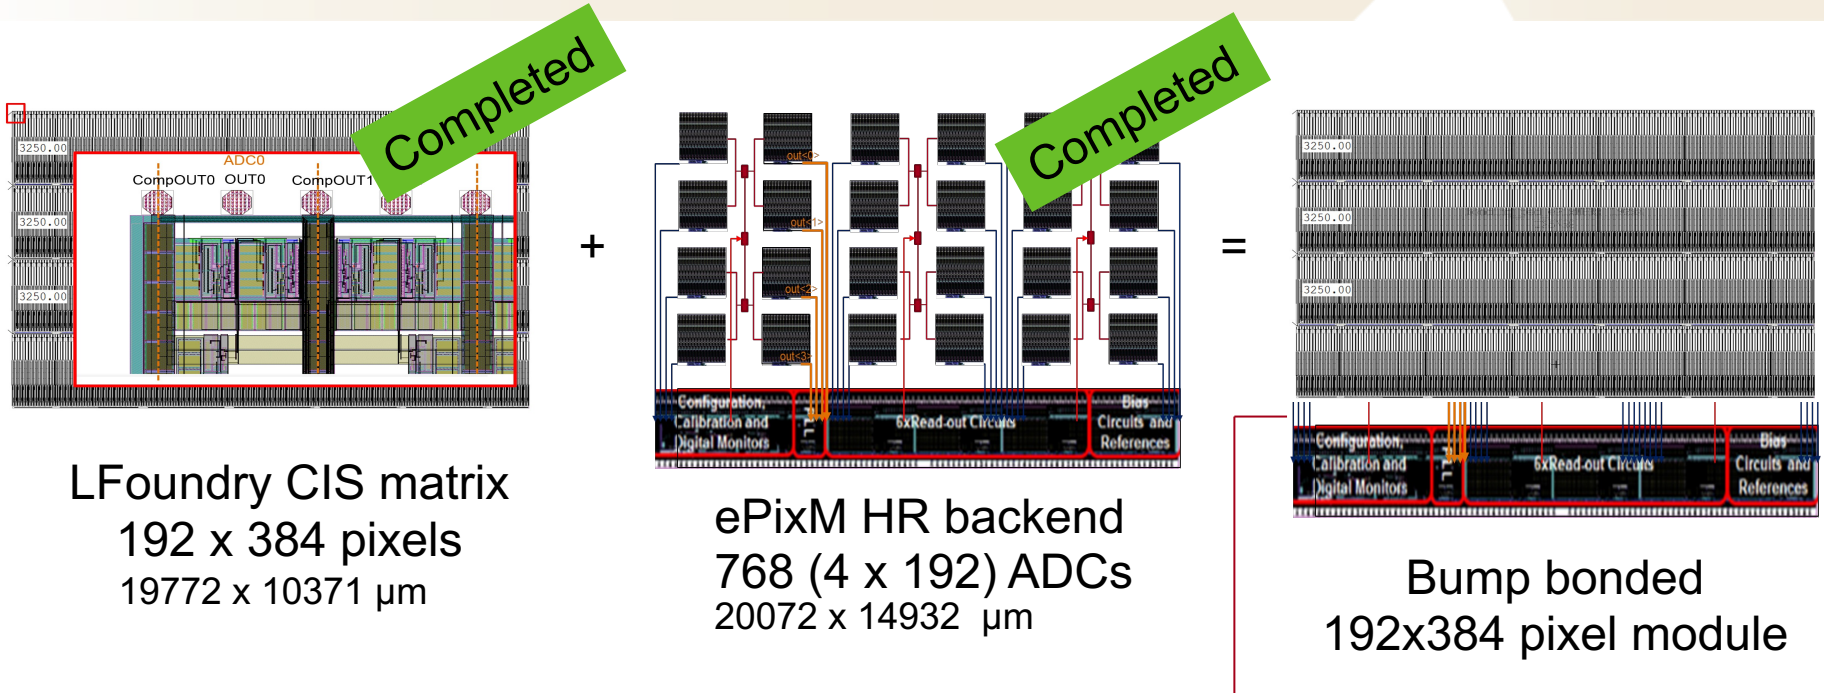 Completed
3250.00
3250.00
3250.00
ADC0
CompOUT0 OUT0 CompOUT1
LFoundry CIS matrix
192 x 384 pixels
19772 x 10371 µm
+
Completed
out<0>
out<1>
out<2>
out<3>
Configuration,
Calibration and
Digital Monitors
6xRead-out Circuits
Bias
Circuits and
References
ePixM HR backend
768 (4 x 192) ADCs
20072 x 14932 µm
=
3250.00
3250.00
3250.00
Configuration,
Calibration and
Digital Monitors
6xRead-out Circuits
Bias
Circuits and
References
Bump bonded
192x384 pixel module